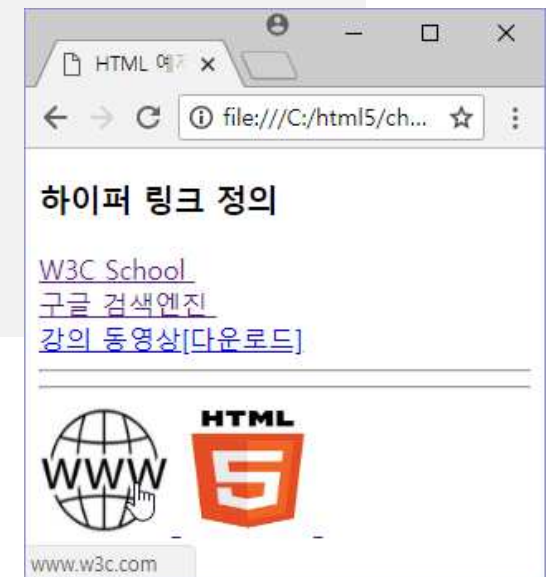 HTML 예제
file:///C:/html5/ch...
하이퍼 링크 정의
W3C School
구글 검색엔진
강의 동영상[다운로드]
WWW
HTML
5
www.w3c.com